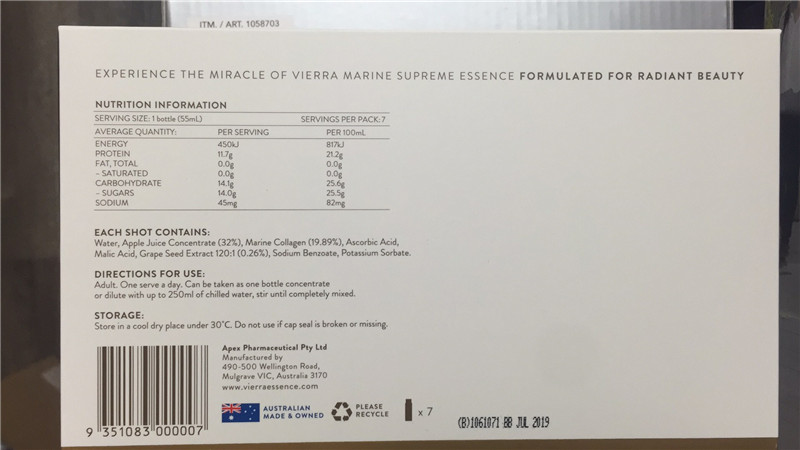 ITM. / ART. 1058703
EXPERIENCE THE MIRACLE OF VIERRA MARINE SUPREME ESSENCE FORMULATED FOR RADIANT BEAUTY
NUTRITION INFORMATION
SERVING SIZE: 1 bottle (55mL) SERVINGS PER PACK: 7
AVERAGE QUANTITY: PER SERVING PER 100mL
ENERGY 450kJ 817kJ
PROTEIN 11.7g 21.2g
FAT, TOTAL 0.0g 0.0g
– SATURATED 0.0g 0.0g
CARBOHYDRATE 14.1g 25.6g
– SUGARS 14.0g 25.5g
SODIUM 45mg 82mg
EACH SHOT CONTAINS:
Water, Apple Juice Concentrate (32%), Marine Collagen (19.89%), Ascorbic Acid,
Malic Acid, Grape Seed Extract 120:1 (0.26%), Sodium Benzoate, Potassium Sorbate.
DIRECTIONS FOR USE:
Adult. One serve a day. Can be taken as one bottle concentrate
or dilute with up to 250ml of chilled water, stir until completely mixed.
STORAGE:
Store in a cool dry place under 30°C. Do not use if cap seal is broken or missing.
Apex Pharmaceutical Pty Ltd
Manufactured by
490-500 Wellington Road,
Mulgrave VIC, Australia 3170
www.vierraessence.com
AUSTRALIAN
MADE & OWNED
PLEASE
RECYCLE
x 7
(B)1061071 BB JUL 2019
9 351083 000007